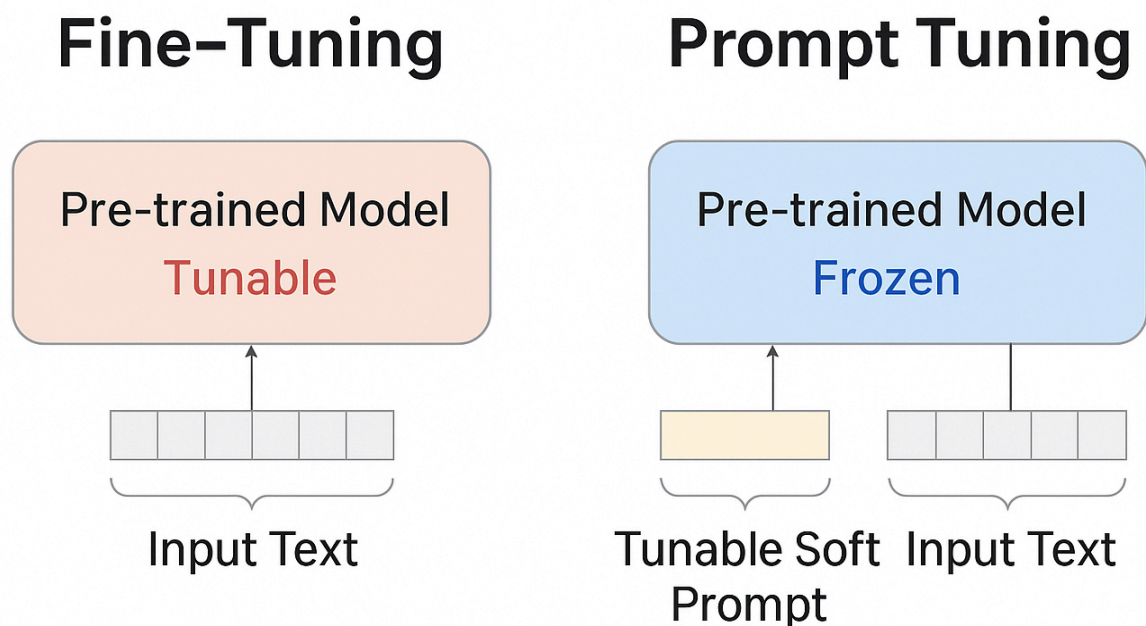 Fine-Tuning
Pre-trained Model
Tunable
Input Text
Prompt Tuning
Pre-trained Model
Frozen
Tunable Soft
Prompt
Input Text